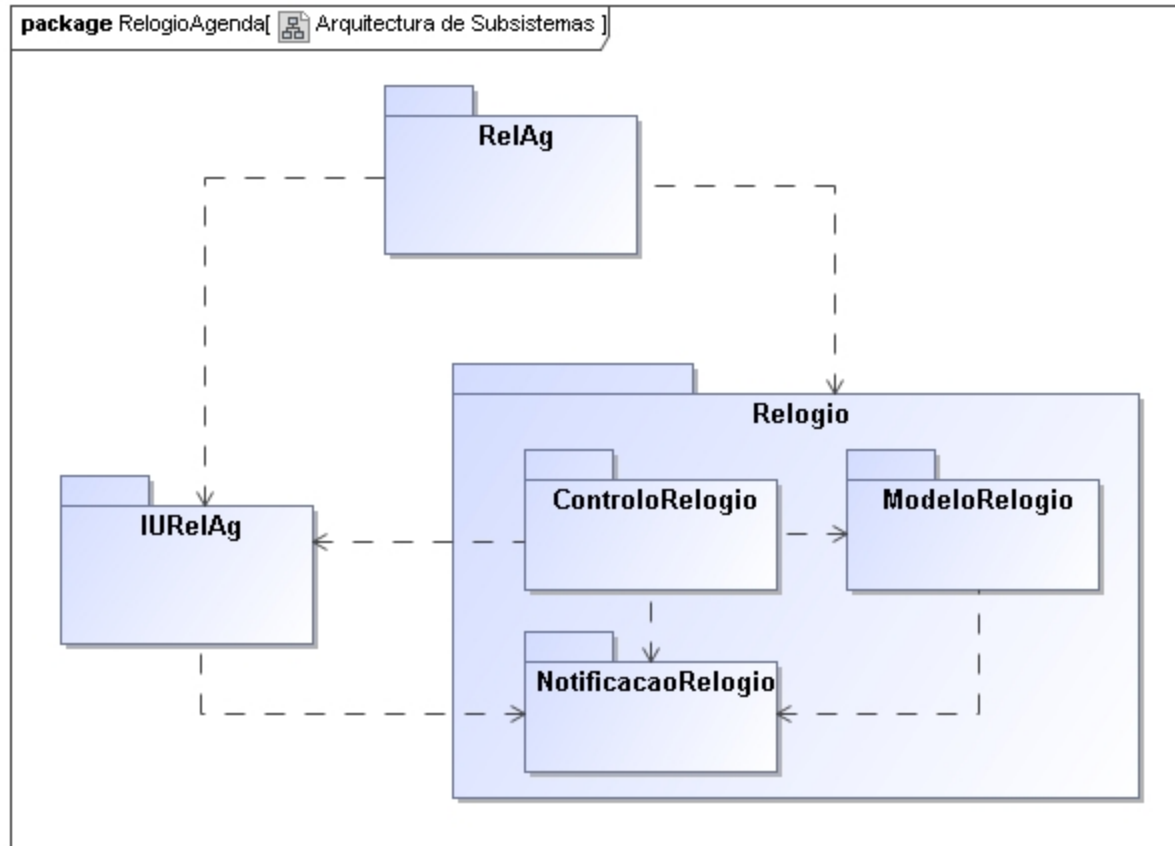 package RelogioAgenda[ Arquitectura de Subsistemas ]
RelAg
Relogio
ControloRelogio
ModeloRelogio
IURelAg
NotificacaoRelogio